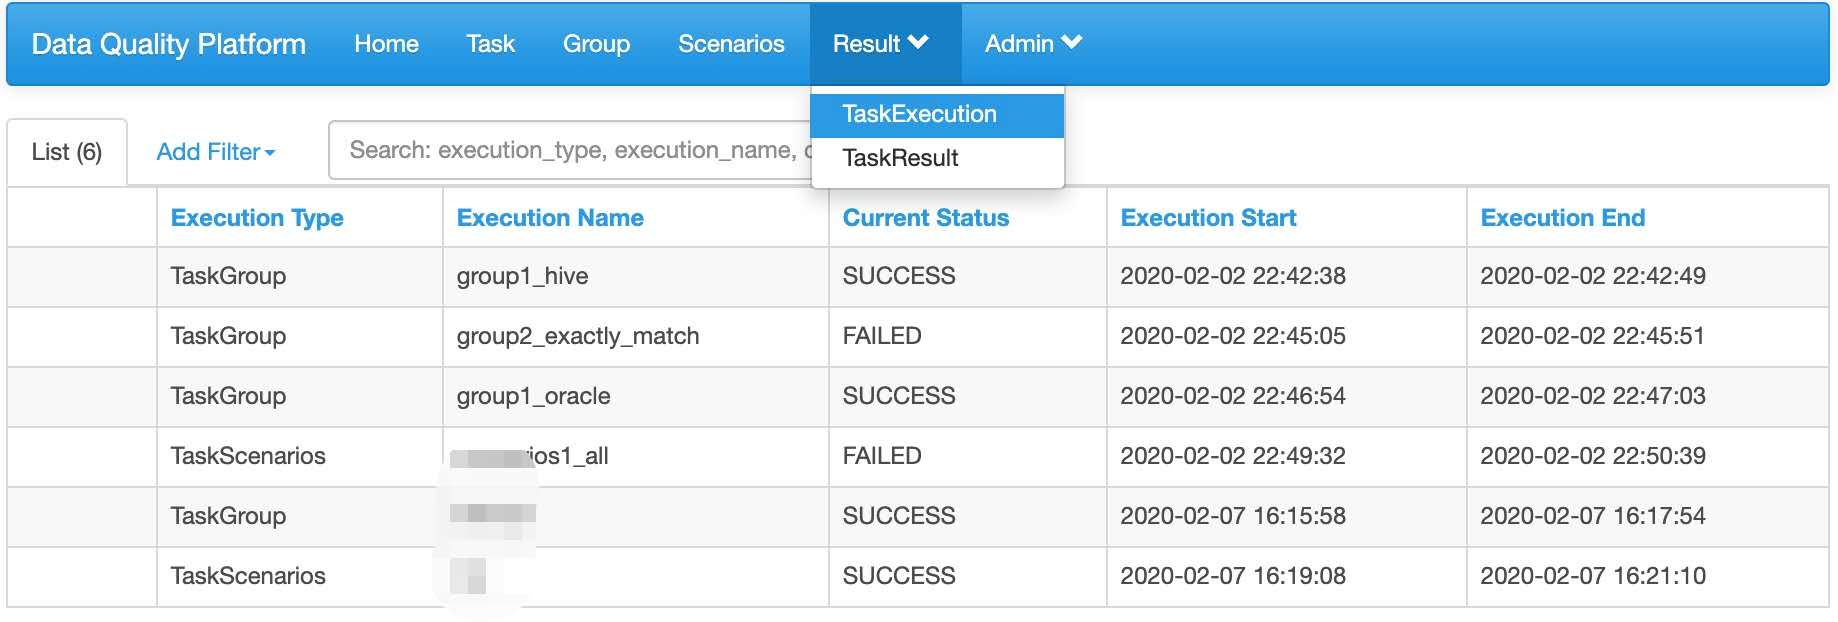 Data Quality Platform Home Task Group Scenarios Result Admin
TaskExecution
TaskResult
List (6) Add Filter Search: execution_type, execution_name,
Execution Type Execution Name Current Status Execution Start Execution End
TaskGroup group1_hive SUCCESS 2020-02-02 22:42:38 2020-02-02 22:42:49
TaskGroup group2_exactly_match FAILED 2020-02-02 22:45:05 2020-02-02 22:45:51
TaskGroup group1_oracle SUCCESS 2020-02-02 22:46:54 2020-02-02 22:47:03
TaskScenarios ios1_all FAILED 2020-02-02 22:49:32 2020-02-02 22:50:39
TaskGroup SUCCESS 2020-02-07 16:15:58 2020-02-07 16:17:54
TaskScenarios SUCCESS 2020-02-07 16:19:08 2020-02-07 16:21:10